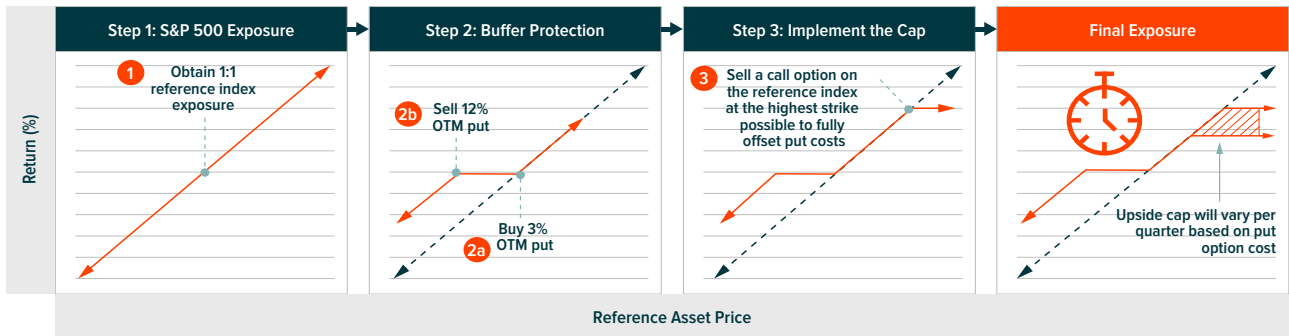 Step 1: S&P 500 Exposure
Step 2: Buffer Protection
Step 3: Implement the Cap
Final Exposure
Return (%)
1
Obtain 1:1
reference index
exposure
2b
Sell 12%
OTM put
Buy 3%
OTM put
2a
3
Sell a call option on
the reference index
at the highest strike
possible to fully
offset put costs
Upside cap will vary per
quarter based on put
option cost
Reference Asset Price